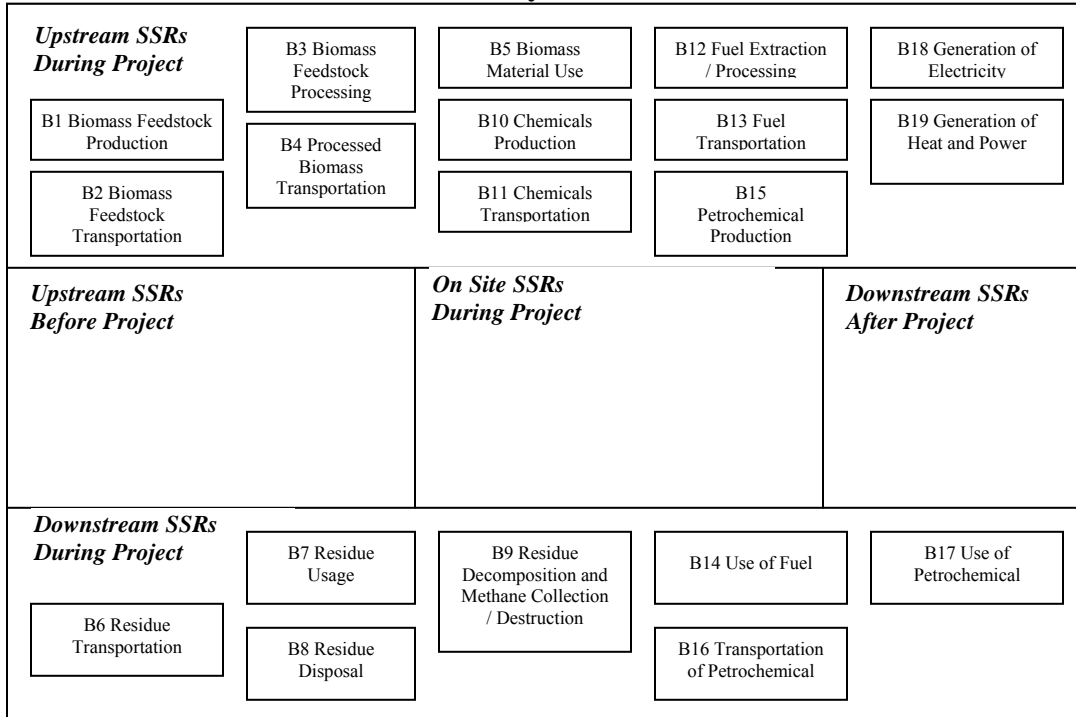 Upstream SSRs
During Project
B1 Biomass Feedstock
Production
B2 Biomass
Feedstock
Transportation
B3 Biomass
Feedstock
Processing
B4 Processed
Biomass
Transportation
B5 Biomass
Material Use
B10 Chemicals
Production
B11 Chemicals
Transportation
B12 Fuel Extraction
/ Processing
B13 Fuel
Transportation
B15
Petrochemical
Production
B18 Generation of
Electricity
B19 Generation of
Heat and Power
Upstream SSRs
Before Project
On Site SSRs
During Project
Downstream SSRs
After Project
Downstream SSRs
During Project
B6 Residue
Transportation
B7 Residue
Usage
B8 Residue
Disposal
B9 Residue
Decomposition and
Methane Collection
/ Destruction
B14 Use of Fuel
B16 Transportation
of Petrochemical
B17 Use of
Petrochemical